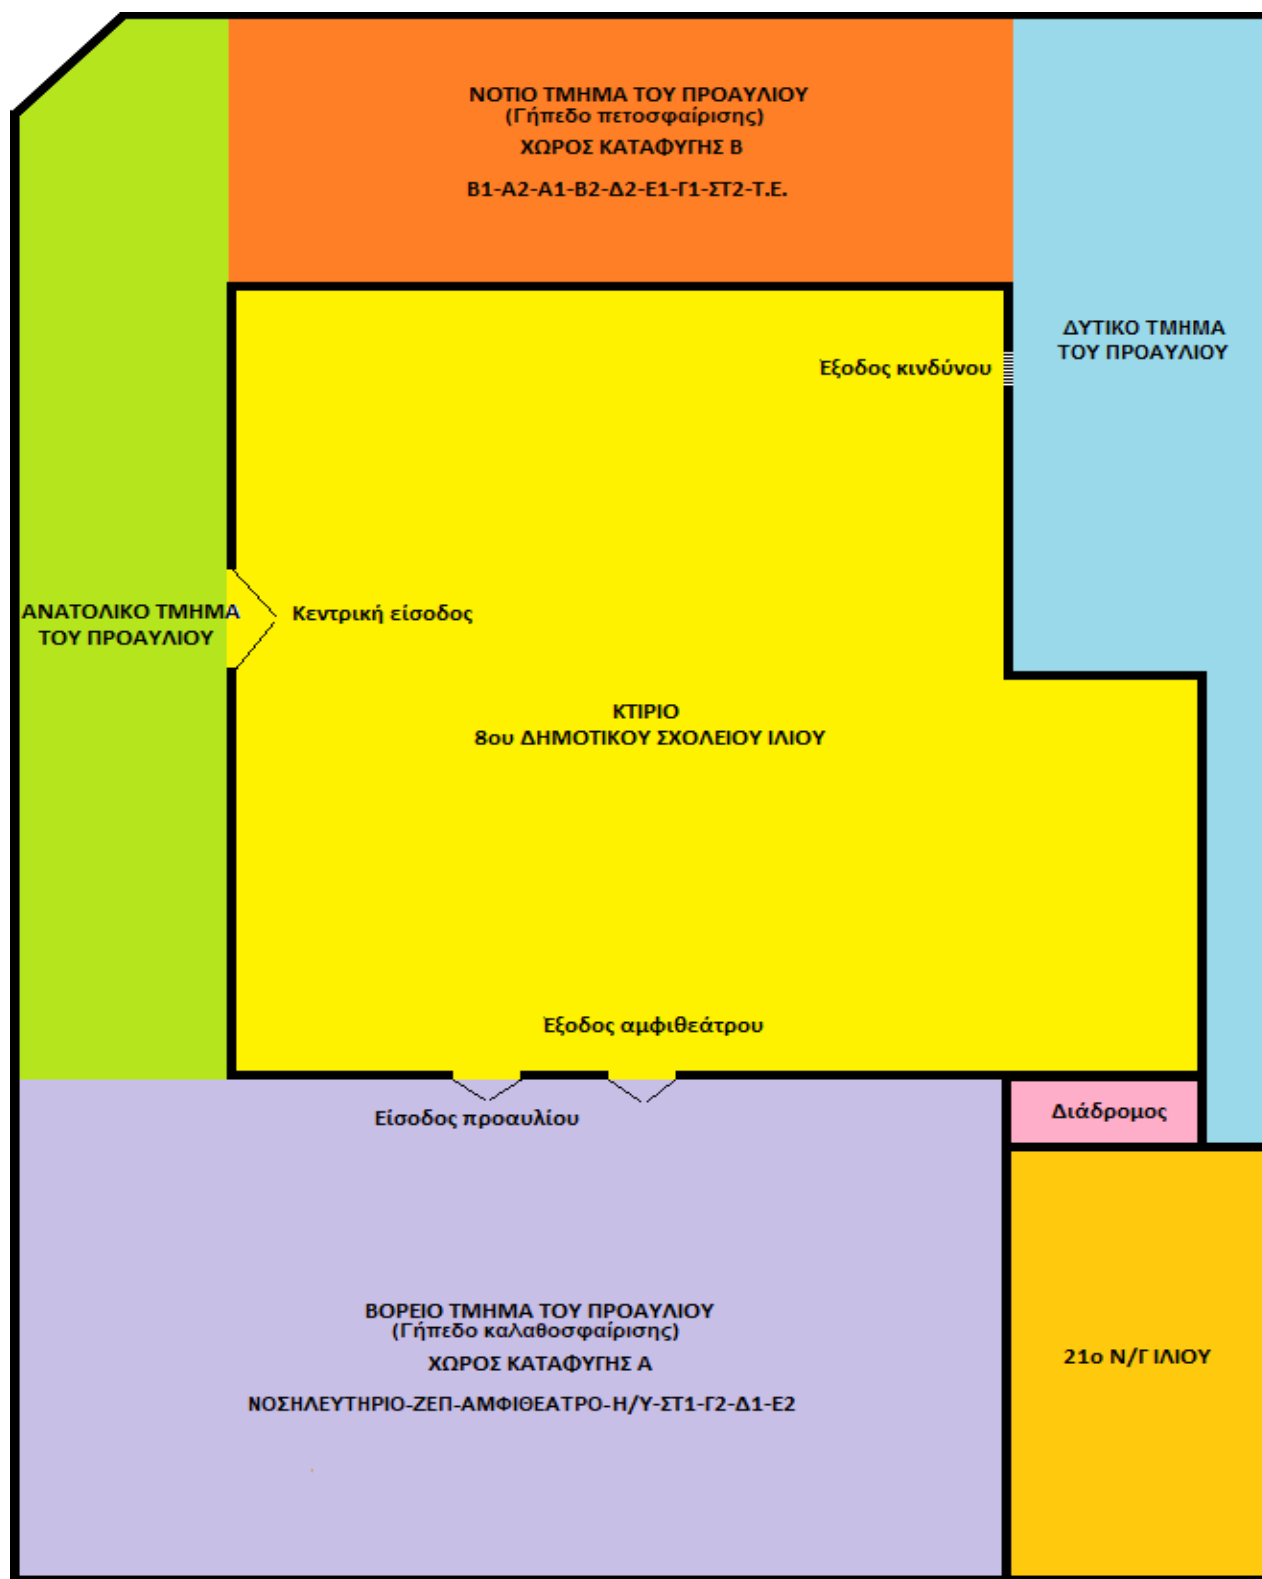 ΝΟΤΙΟ ΤΜΗΜΑ ΤΟΥ ΠΡΟΑΥΛΙΟΥ
(Γήπεδο πετοσφαίρισης)
ΧΩΡΟΣ ΚΑΤΑΦΥΓΗΣ Β
Β1-Α2-Α1-Β2-Δ2-Ε1-Γ1-ΣΤ2-Τ.Ε.
ΔΥΤΙΚΟ ΤΜΗΜΑ
ΤΟΥ ΠΡΟΑΥΛΙΟΥ
Έξοδος κινδύνου
ΑΝΑΤΟΛΙΚΟ ΤΜΗΜΑ
ΤΟΥ ΠΡΟΑΥΛΙΟΥ
Κεντρική είσοδος
ΚΤΙΡΙΟ
8ου ΔΗΜΟΤΙΚΟΥ ΣΧΟΛΕΙΟΥ ΙΛΙΟΥ
Έξοδος αμφιθεάτρου
Είσοδος προαυλίου
Διάδρομος
ΒΟΡΕΙΟ ΤΜΗΜΑ ΤΟΥ ΠΡΟΑΥΛΙΟΥ
(Γήπεδο καλαθοσφαίρισης)
ΧΩΡΟΣ ΚΑΤΑΦΥΓΗΣ Α
ΝΟΣΗΛΕΥΤΗΡΙΟ-ΖΕΠ-ΑΜΦΙΘΕΑΤΡΟ-Η/Υ-ΣΤ1-Γ2-Δ1-Ε2
21ο Ν/Γ ΙΛΙΟΥ